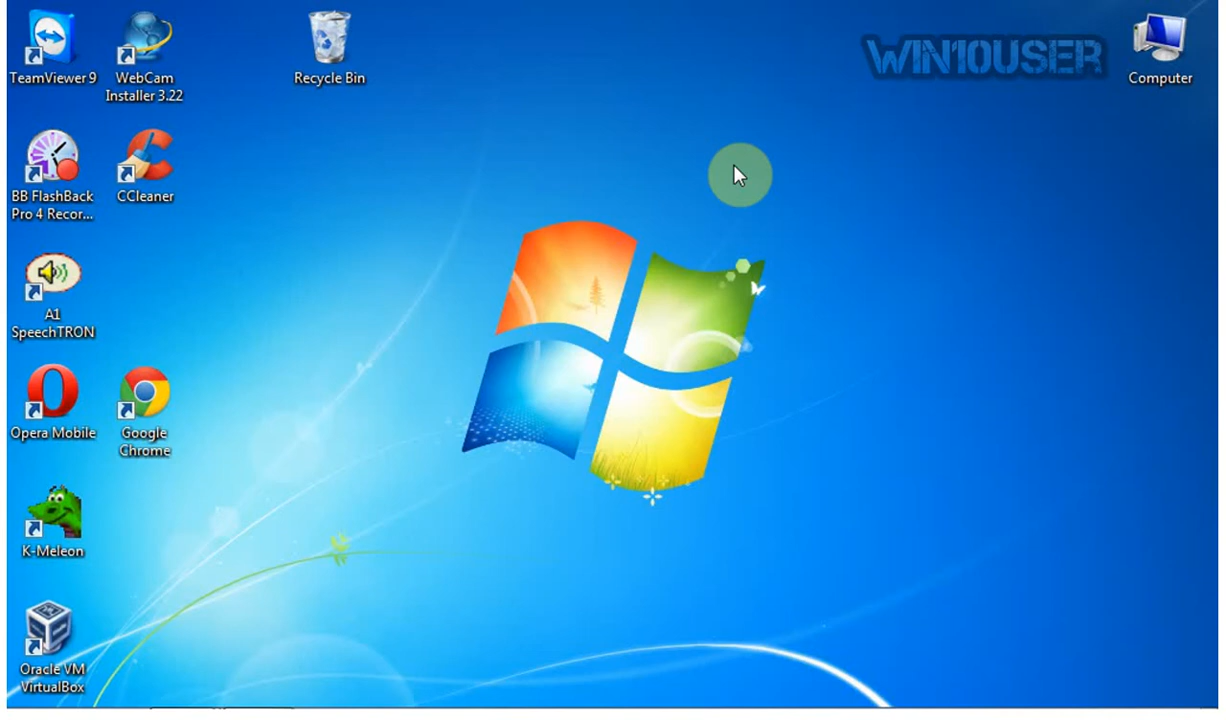 TeamViewer 9
WebCam
Installer 3.22
Recycle Bin
WIN10USER
Computer
BB FlashBack
Pro 4 Recor...
CCleaner
A1
SpeechTRON
Opera Mobile
Google
Chrome
K-Meleon
Oracle VM
VirtualBox